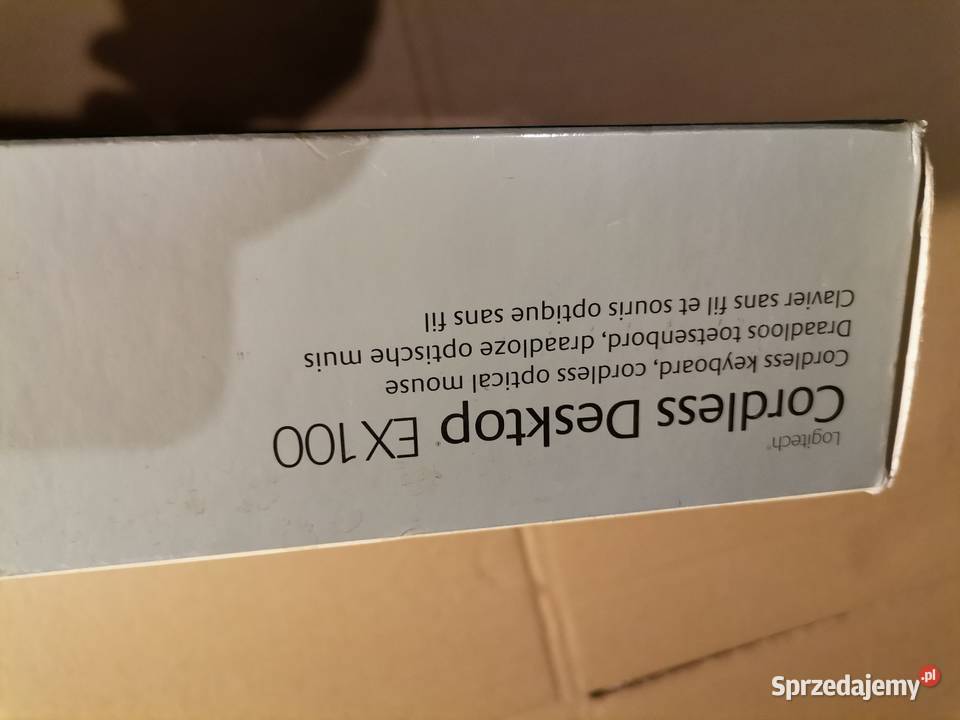 Logitech®
Cordless Desktop® EX100
Cordless keyboard, cordless optical mouse
Draadloos toetsenbord, draadloze optische muis
Clavier sans fil et souris optique sans fil
Sprzedajemy.pl